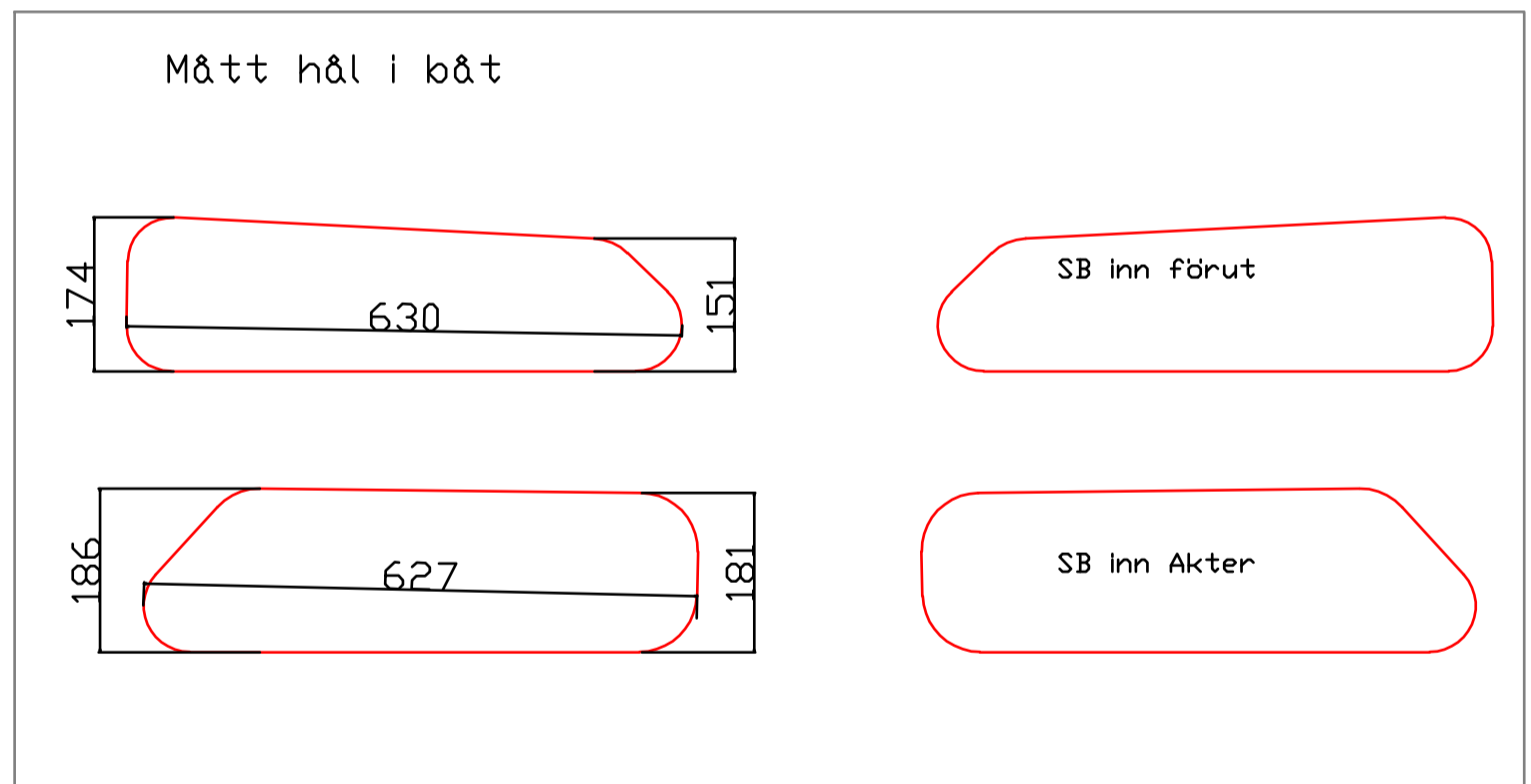 Mått hål i båt
174
630
151
SB inn förut
186
627
181
SB inn Akter